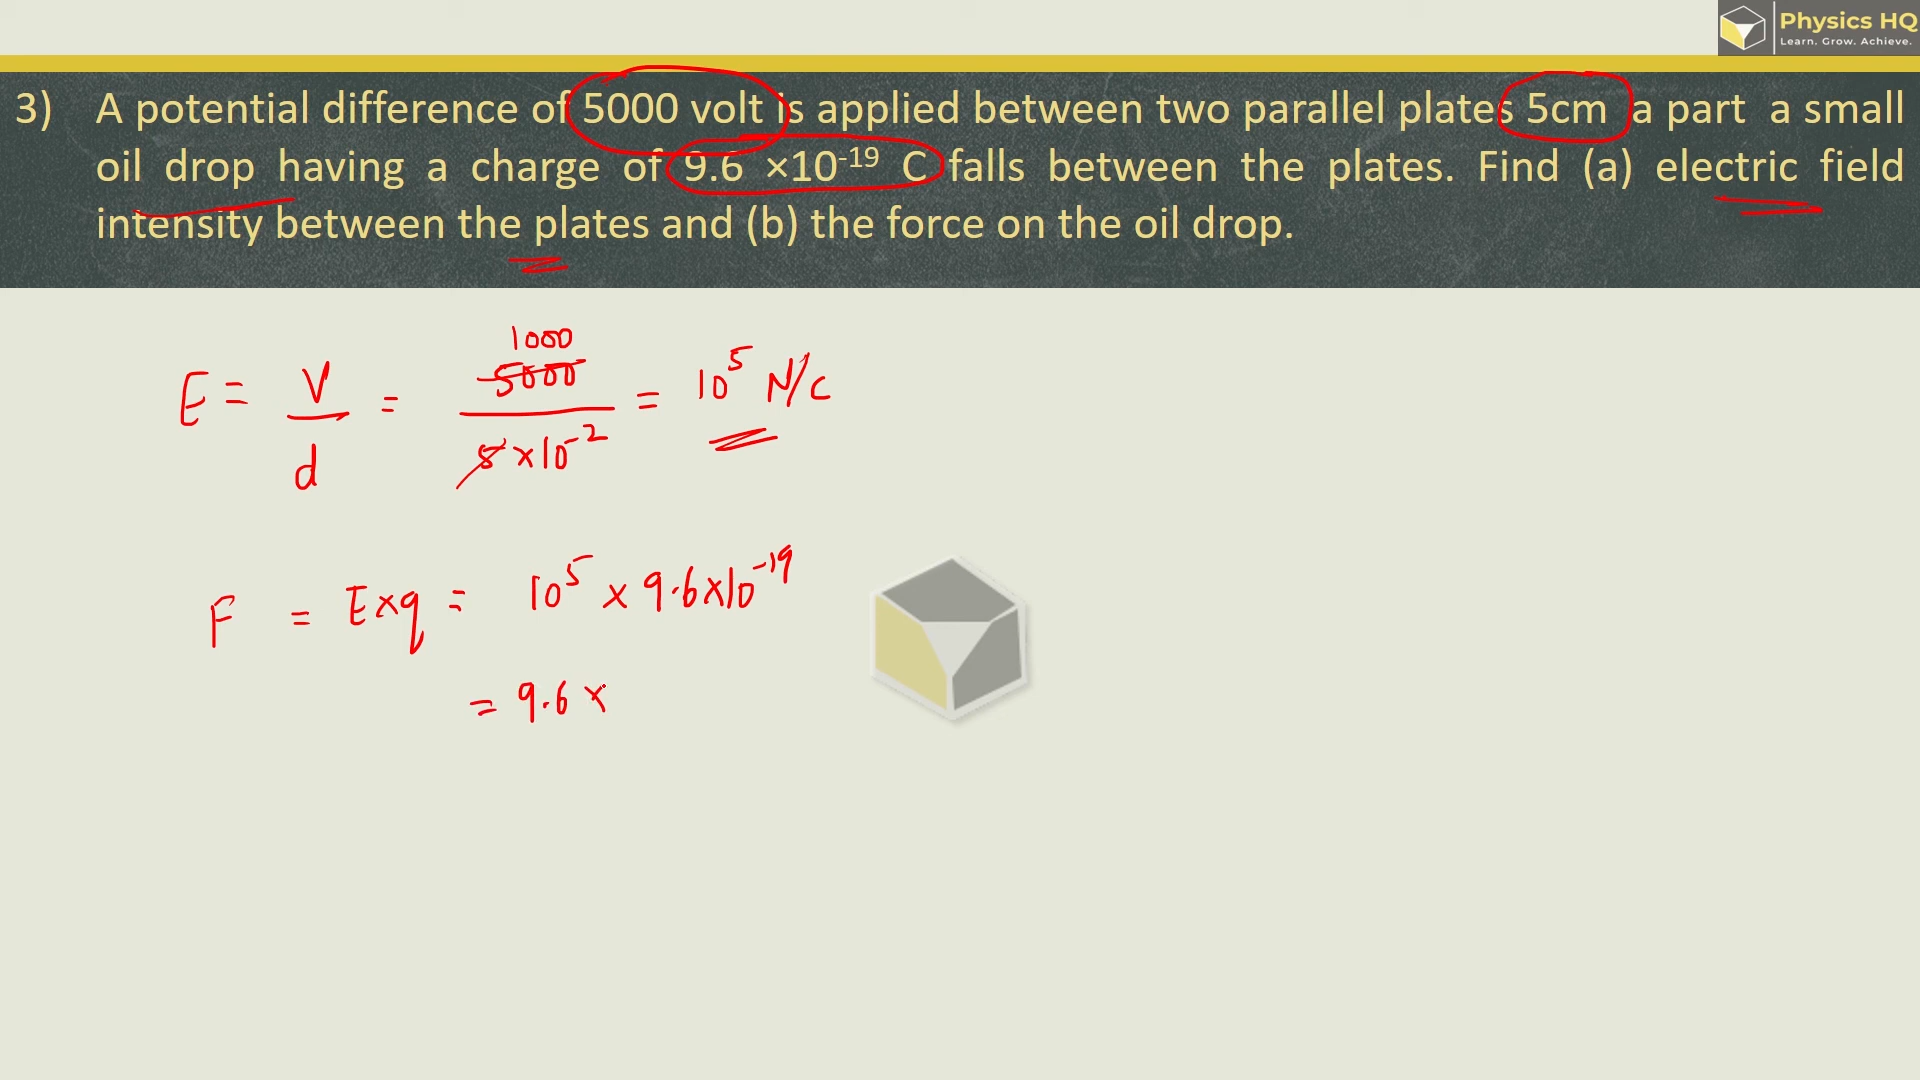 Physics HQ
Learn. Grow. Achieve.
3) A potential difference of 5000 volt is applied between two parallel plates 5cm a part a small
oil drop having a charge of 9.6 ×10⁻¹⁹ C falls between the plates. Find (a) electric field
intensity between the plates and (b) the force on the oil drop.
1000
E = V/d = 5000/5×10⁻² = 10⁵ N/C
F = E×q = 10⁵ × 9.6×10⁻¹⁹
= 9.6 ×